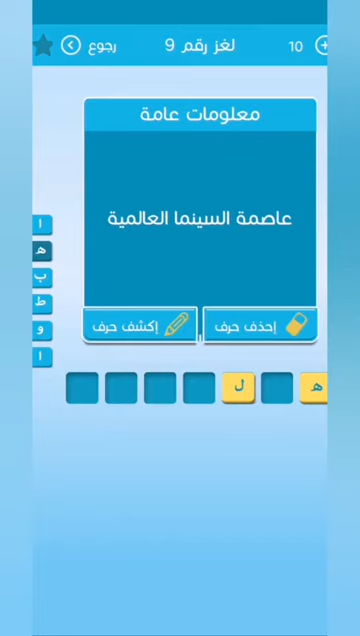 رجوع
لغز رقم 9
10
معلومات عامة
عاصمة السينما العالمية
إحذف حرف
إكشف حرف
ا
ه
ب
ط
و
ا
ه ل